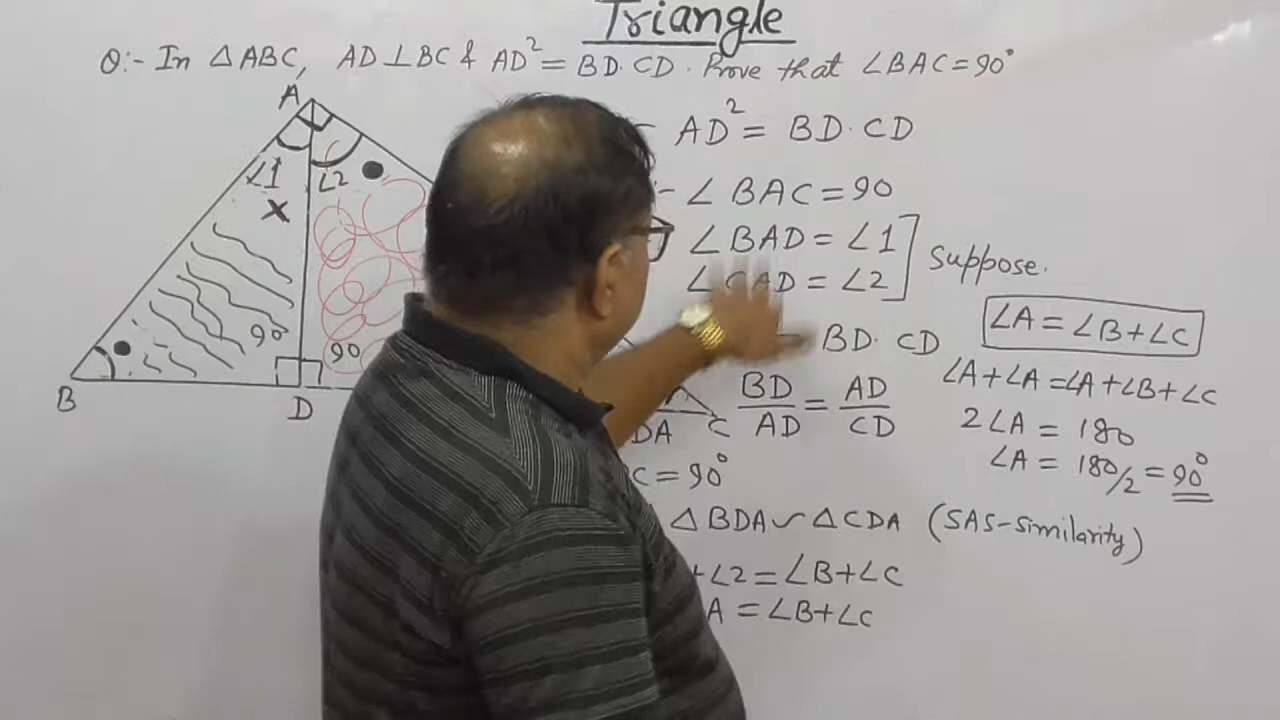 Triangle
Q:- In △ABC, AD⊥BC & AD² = BD·CD. Prove that ∠BAC = 90°
A
∠1
∠2
90
90
B
D
AD² = BD·CD
:- ∠BAC = 90
∠BAD = ∠1
∠CAD = ∠2
Suppose.
BD·CD
∠A = ∠B + ∠C
BD/AD = AD/CD
∠A + ∠A = ∠A + ∠B + ∠C
2∠A = 180
∠A = 180/2 = 90°
DA
C
C = 90°
△BDA ∽ △CDA (SAS-Similarity)
+∠2 = ∠B + ∠C
A = ∠B + ∠C